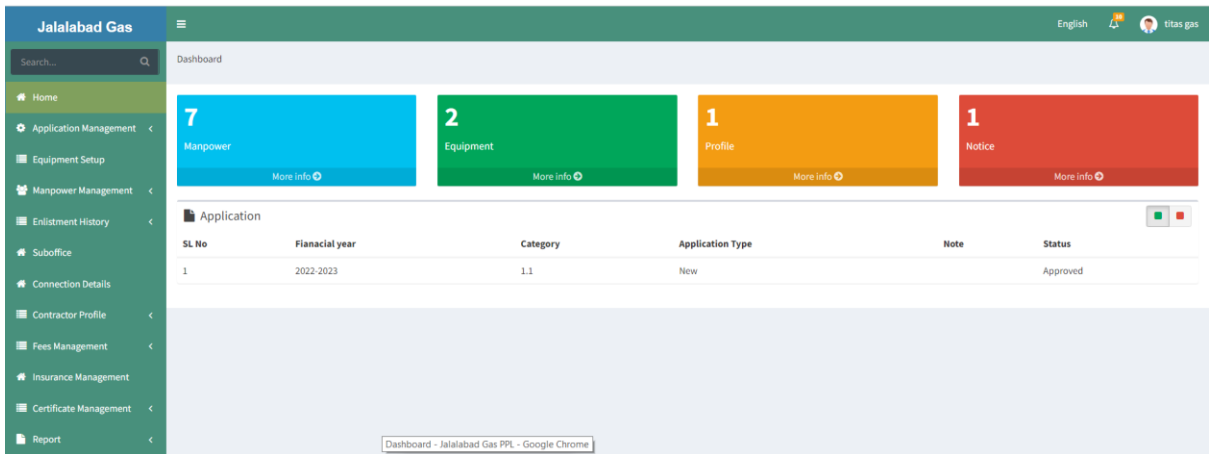 Jalalabad Gas
English
titas gas
Search...
Dashboard
Home
Application Management
Equipment Setup
Manpower Management
Enlistment History
Suboffice
Connection Details
Contractor Profile
Fees Management
Insurance Management
Certificate Management
Report
7
Manpower
More info
2
Equipment
More info
1
Profile
More info
1
Notice
More info
Application
SL No Fianacial year Category Application Type Note Status
1 2022-2023 1.1 New Approved
Dashboard - Jalalabad Gas PPL - Google Chrome